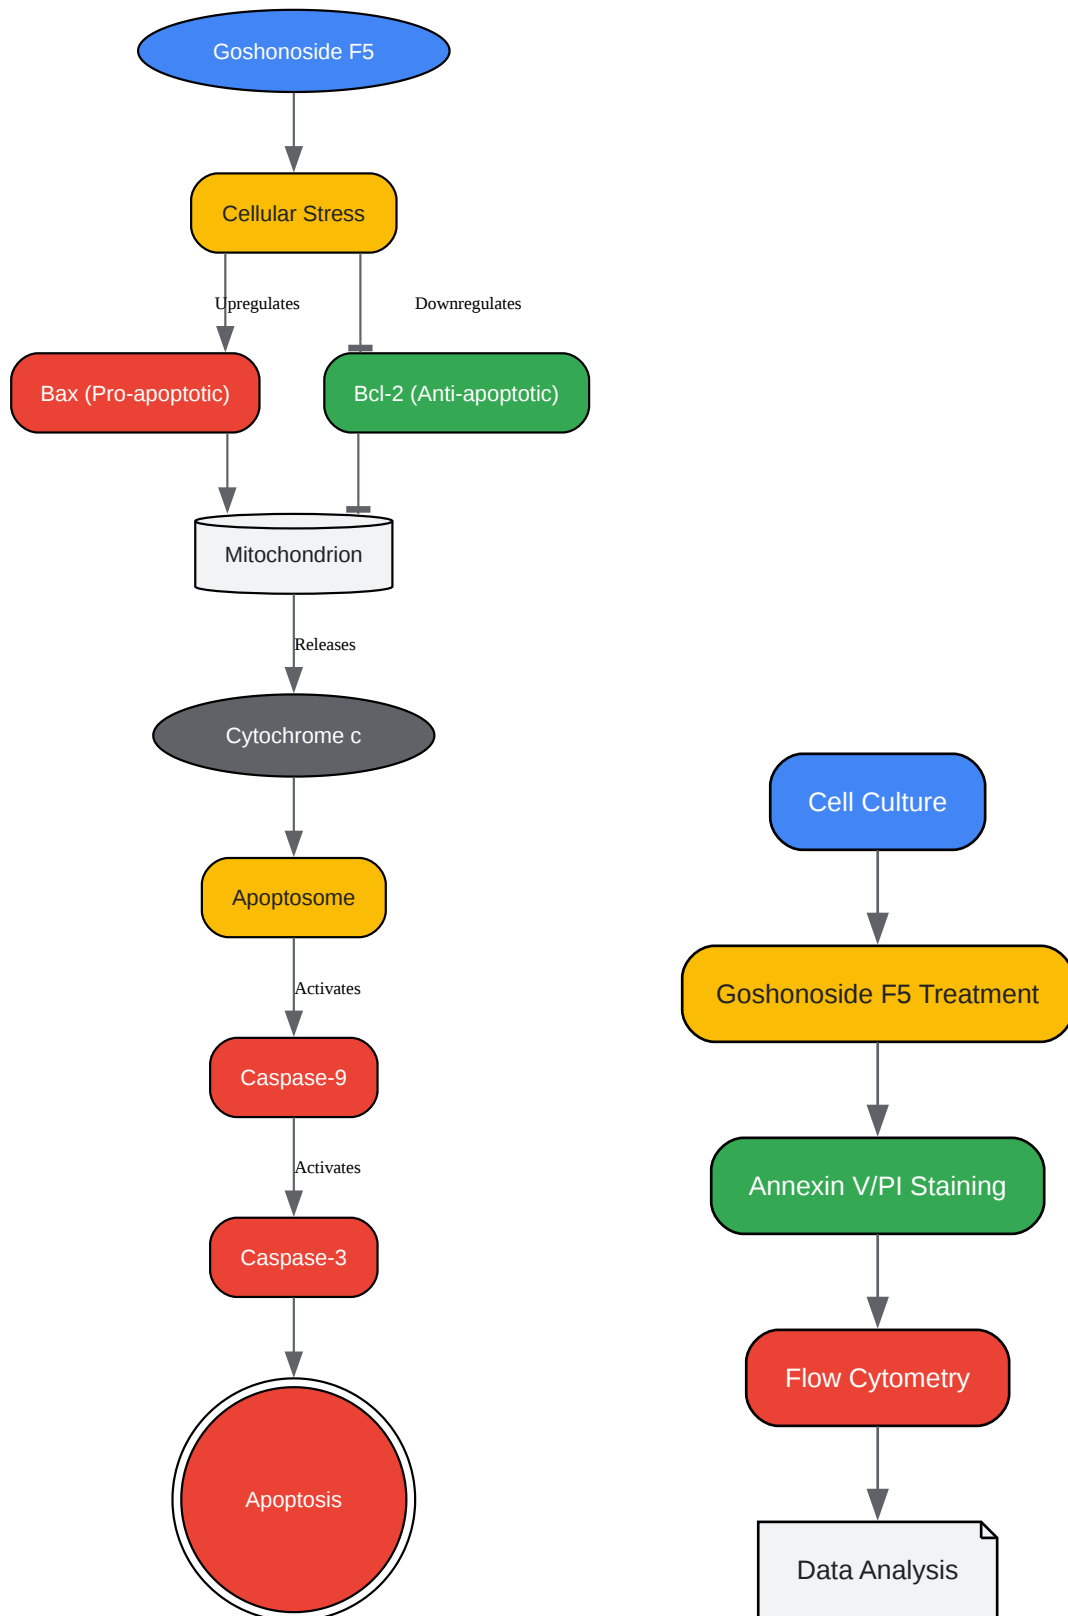 Goshonoside F5
Cellular Stress
Upregulates
Downregulates
Bax (Pro-apoptotic)
Bcl-2 (Anti-apoptotic)
Mitochondrion
Releases
Cytochrome c
Apoptosome
Activates
Caspase-9
Activates
Caspase-3
Apoptosis
Cell Culture
Goshonoside F5 Treatment
Annexin V/PI Staining
Flow Cytometry
Data Analysis